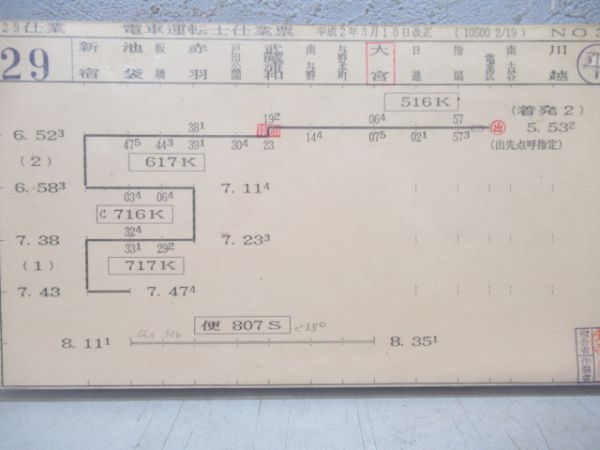 29仕業 電車運転士仕業票 平成2年3月10日改正 (10500 2/19) NO3
29 新宿 池袋 板橋 赤羽 戸田公園 武蔵浦和 南与野 与野本町 大宮 日進 指扇 南古谷 川越 平
516K
(着発2)
38¹ 19² 06⁴ 57
6.52³ 出 5.53²
47⁵ 44³ 39¹ 30⁴ 23 14⁴ 07⁵ 02¹ 57³ (出先点呼指定)
(2) 617K
6.58³ 7.11⁴
03⁴ 06⁴
C716K
32⁴
7.38 7.23³
33¹ 29²
(1) 717K
7.43 7.47⁴
便 807S
8.11¹ 8.35¹